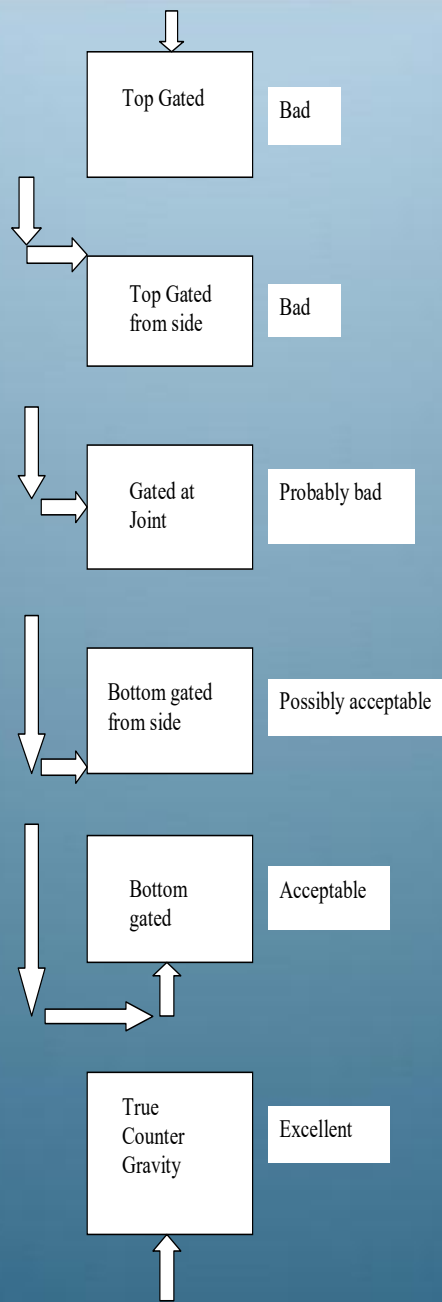 Top Gated
Bad
Top Gated
from side
Bad
Gated at
Joint
Probably bad
Bottom gated
from side
Possibly acceptable
Bottom
gated
Acceptable
True
Counter
Gravity
Excellent